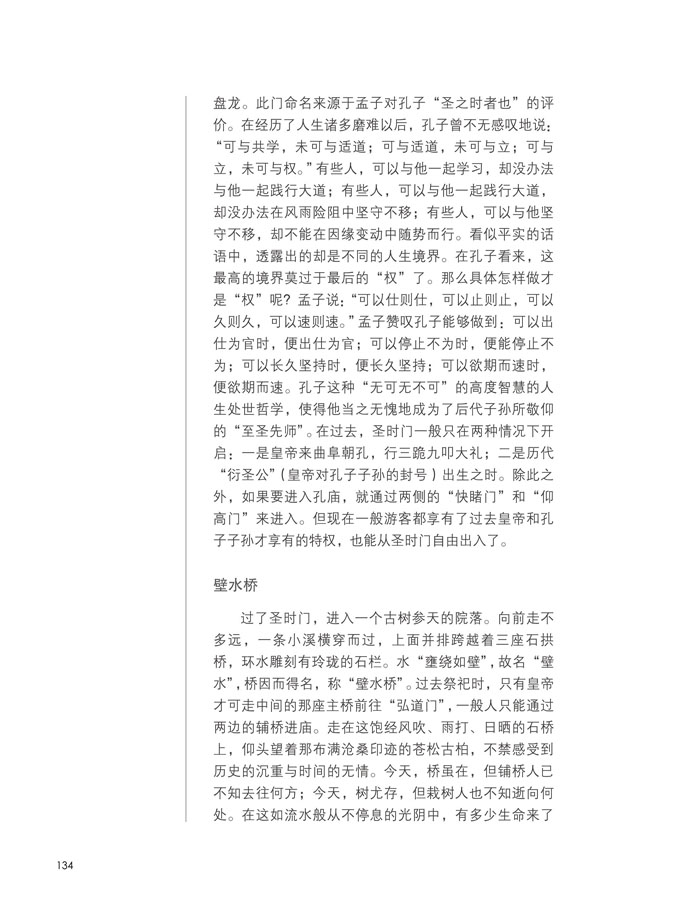 盘龙。此门命名来源于孟子对孔子“圣之时者也”的评
价。在经历了人生诸多磨难以后，孔子曾不无感叹地说：
“可与共学，未可与适道；可与适道，未可与立；可与
立，未可与权。”有些人，可以与他一起学习，却没办法
与他一起践行大道；有些人，可以与他一起践行大道，
却没办法在风雨险阻中坚守不移；有些人，可以与他坚
守不移，却不能在因缘变动中随势而行。看似平实的话
语中，透露出的却是不同的人生境界。在孔子看来，这
最高的境界莫过于最后的“权”了。那么具体怎样做才
是“权”呢？孟子说：“可以仕则仕，可以止则止，可以
久则久，可以速则速。”孟子赞叹孔子能够做到：可以出
仕为官时，便出仕为官；可以停止不为时，便能停止不
为；可以长久坚持时，便长久坚持；可以欲期而速时，
便欲期而速。孔子这种“无可无不可”的高度智慧的人
生处世哲学，使得他当之无愧地成为了后代子孙所敬仰
的“至圣先师”。在过去，圣时门一般只在两种情况下开
启：一是皇帝来曲阜朝孔，行三跪九叩大礼；二是历代
“衍圣公”（皇帝对孔子子孙的封号）出生之时。除此之
外，如果要进入孔庙，就通过两侧的“快睹门”和“仰
高门”来进入。但现在一般游客都享有了过去皇帝和孔
子子孙才享有的特权，也能从圣时门自由出入了。
壁水桥
过了圣时门，进入一个古树参天的院落。向前走不
多远，一条小溪横穿而过，上面并排跨越着三座石拱
桥，环水雕刻有玲珑的石栏。水“壅绕如壁”，故名“壁
水”，桥因而得名，称“壁水桥”。过去祭祀时，只有皇帝
才可走中间的那座主桥前往“弘道门”，一般人只能通过
两边的辅桥进庙。走在这饱经风吹、雨打、日晒的石桥
上，仰头望着那布满沧桑印迹的苍松古柏，不禁感受到
历史的沉重与时间的无情。今天，桥虽在，但铺桥人已
不知去往何方；今天，树尤存，但栽树人也不知逝向何
处。在这如流水般从不停息的光阴中，有多少生命来了
134